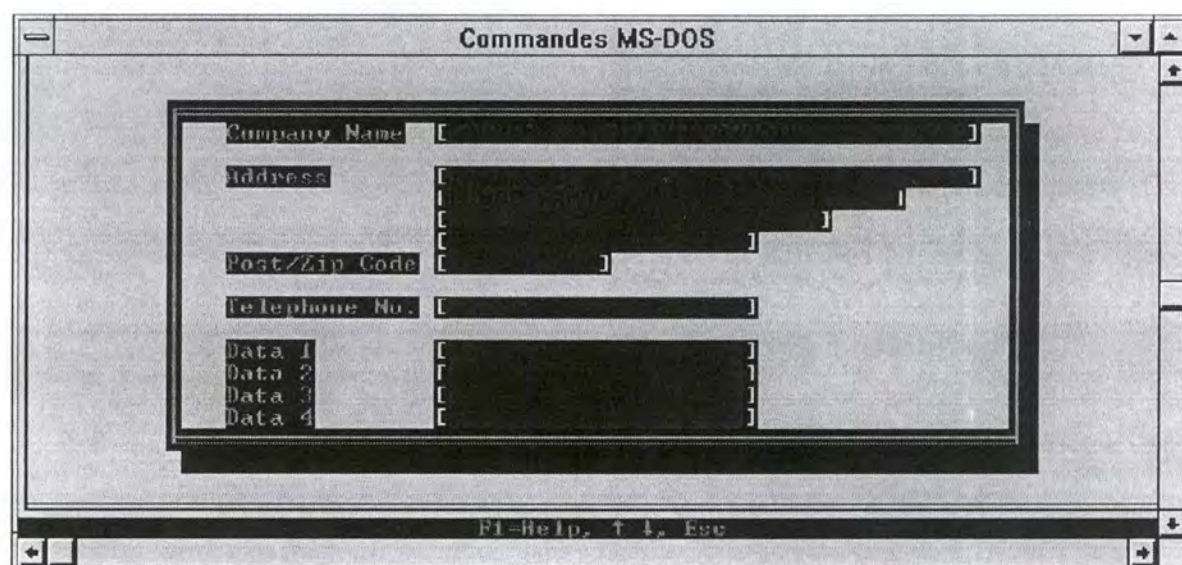 Commandes MS-DOS
Company Name [ ]
Address [ ]
[ ]
[ ]
[ ]
Post/Zip Code [ ]
Telephone No. [ ]
Data 1 [ ]
Data 2 [ ]
Data 3 [ ]
Data 4 [ ]
F1=Help, ↑ ↓, Esc